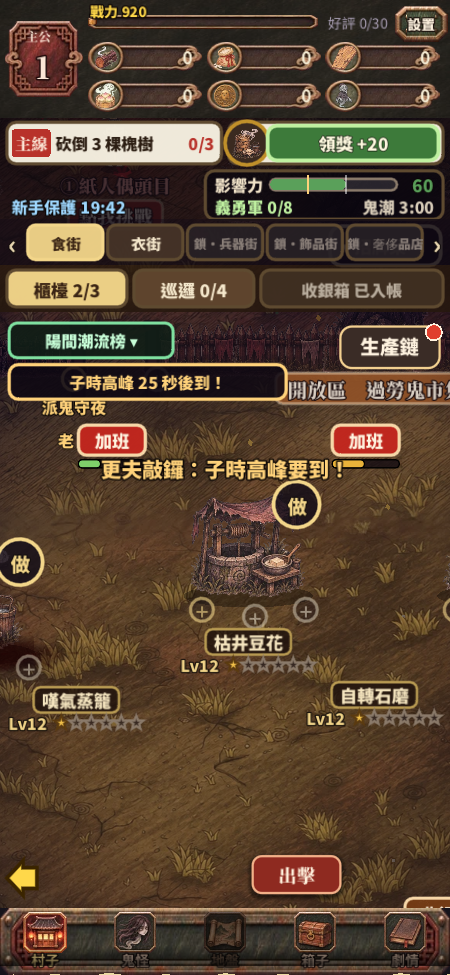 戰力.920
好評 0/30
設置
主公
1
0
0
0
0
0
0
主線 砍倒 3 棵槐樹 0/3
領獎 +20
影響力 60
新手保護 19:42
義勇軍 0/8
鬼潮 3:00
食街
衣街
鎖・兵器街
鎖・飾品街
鎖・奢侈品店
櫃檯 2/3
巡邏 0/4
收銀箱 已入帳
陽間潮流榜 ▾
生產鏈
子時高峰 25 秒後到！
開放區 過勞鬼市
派鬼守夜
老
加班
加班
更夫敲鑼：子時高峰要到！
做
做
枯井豆花
Lv12
嘆氣蒸籠
Lv12
自轉石磨
Lv12
出擊
村子
鬼怪
地盤
箱子
劇情